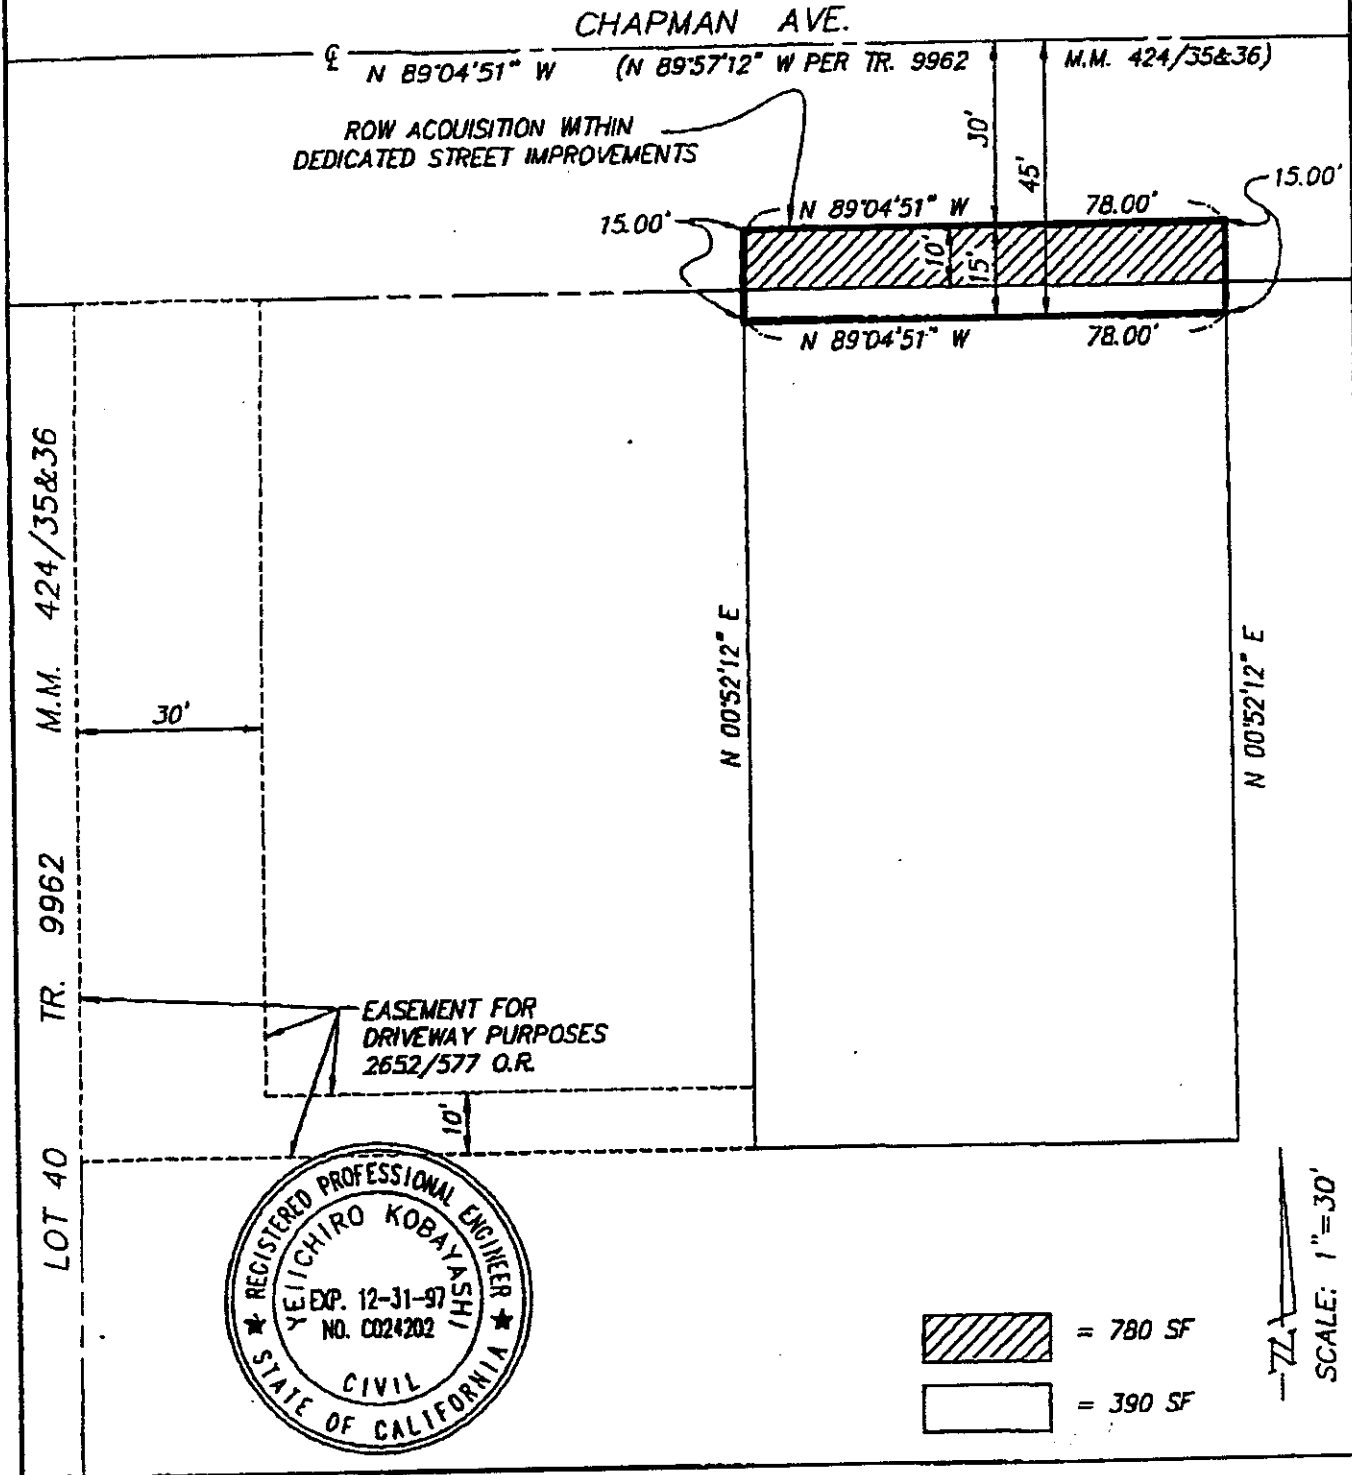 CHAPMAN AVE.
℄ N 89°04'51" W (N 89°57'12" W PER TR. 9962 M.M. 424/35&36)
ROW ACQUISITION WITHIN
DEDICATED STREET IMPROVEMENTS
30'
45'
15.00'
N 89°04'51" W 78.00'
15.00'
10'
15'
N 89°04'51" W 78.00'
LOT 40 TR. 9962 M.M. 424/35&36
30'
N 00°52'12" E
N 00°52'12" E
EASEMENT FOR
DRIVEWAY PURPOSES
2652/577 O.R.
10'
REGISTERED PROFESSIONAL ENGINEER
YEIICHIRO KOBAYASHI
EXP. 12-31-97
NO. C024202
CIVIL
STATE OF CALIFORNIA
= 780 SF
= 390 SF
SCALE: 1"=30'